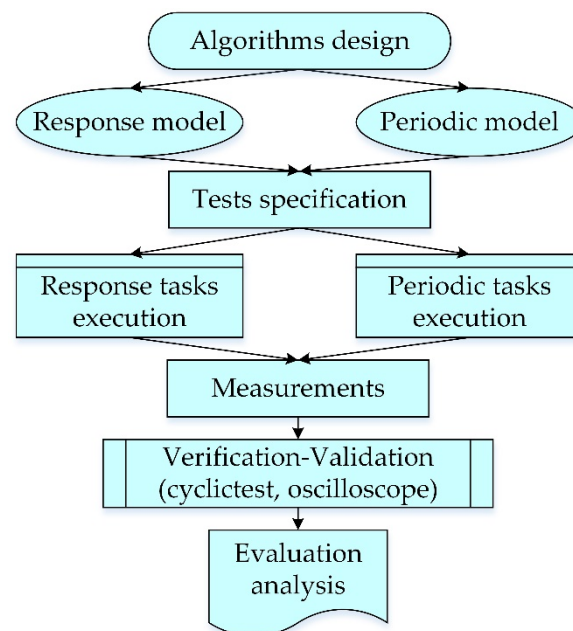 Algorithms design
Response model
Periodic model
Tests specification
Response tasks
execution
Periodic tasks
execution
Measurements
Verification-Validation
(cyclictest, oscilloscope)
Evaluation
analysis